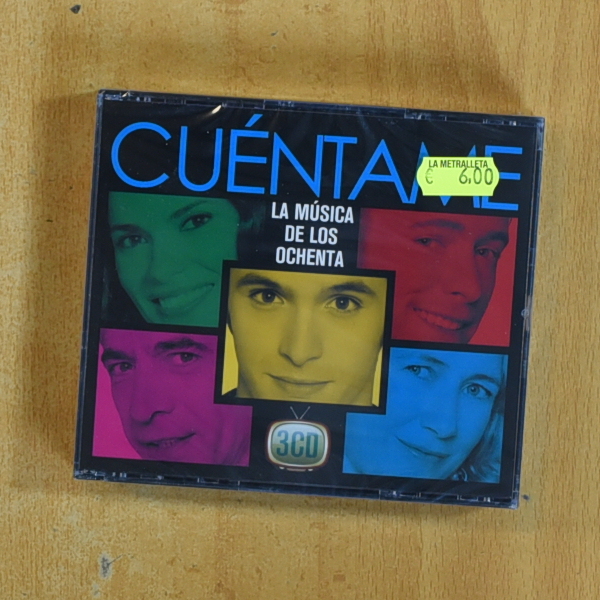 CUÉNTAME
LA METRALLETA
€ 6,00
LA MÚSICA
DE LOS
OCHENTA
3CD